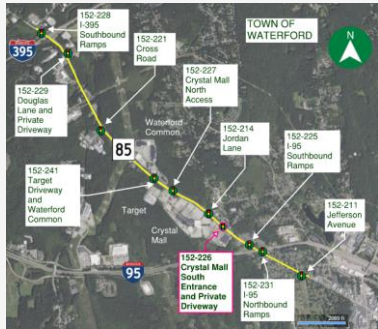 152-228
I-395
Southbound
Ramps
TOWN OF
WATERFORD
N
395
152-221
Cross
Road
152-227
Crystal Mall
North
Access
152-229
Douglas
Lane and
Private
Driveway
Waterford
Common
85
152-214
Jordan
Lane
152-225
I-95
Southbound
Ramps
152-241
Target
Driveway
and
Waterford
Common
Target
152-211
Jefferson
Avenue
Crystal
Mall
95
152-226
Crystal Mall
South
Entrance
and Private
Driveway
152-231
I-95
Northbound
Ramps